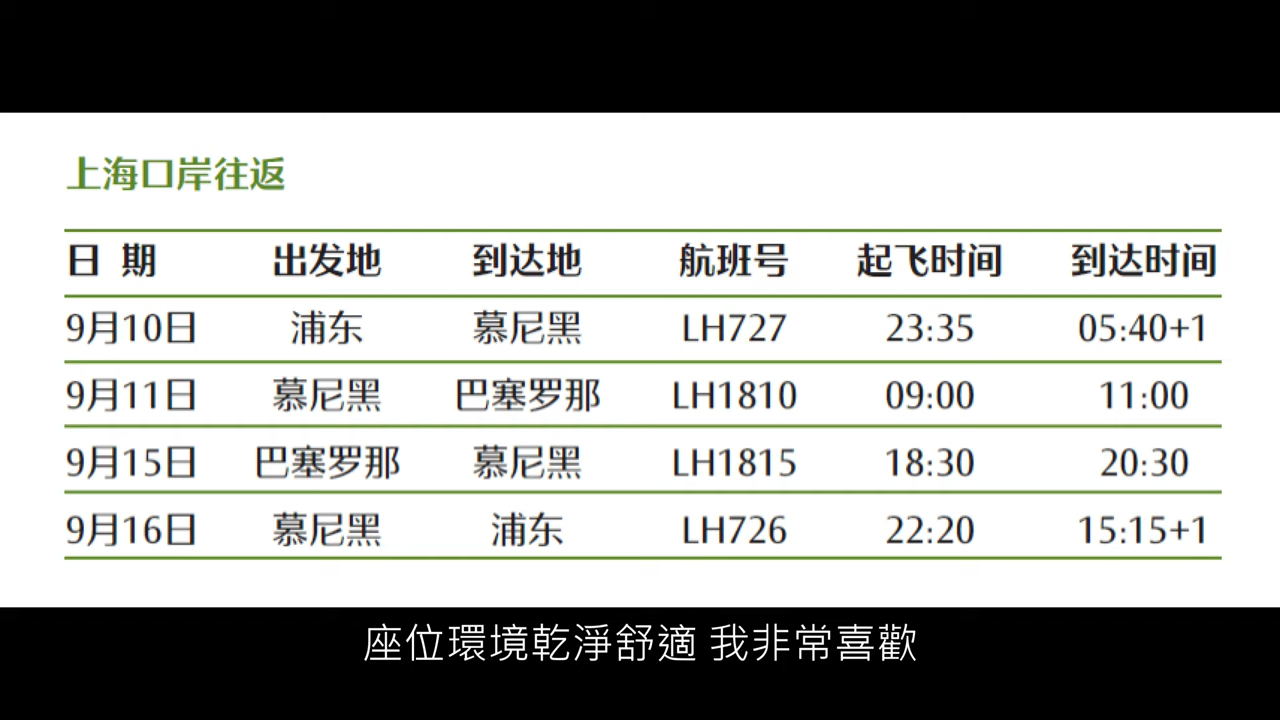 上海口岸往返
日 期 出发地 到达地 航班号 起飞时间 到达时间
9月10日 浦东 慕尼黑 LH727 23:35 05:40+1
9月11日 慕尼黑 巴塞罗那 LH1810 09:00 11:00
9月15日 巴塞罗那 慕尼黑 LH1815 18:30 20:30
9月16日 慕尼黑 浦东 LH726 22:20 15:15+1
座位環境乾淨舒適 我非常喜歡